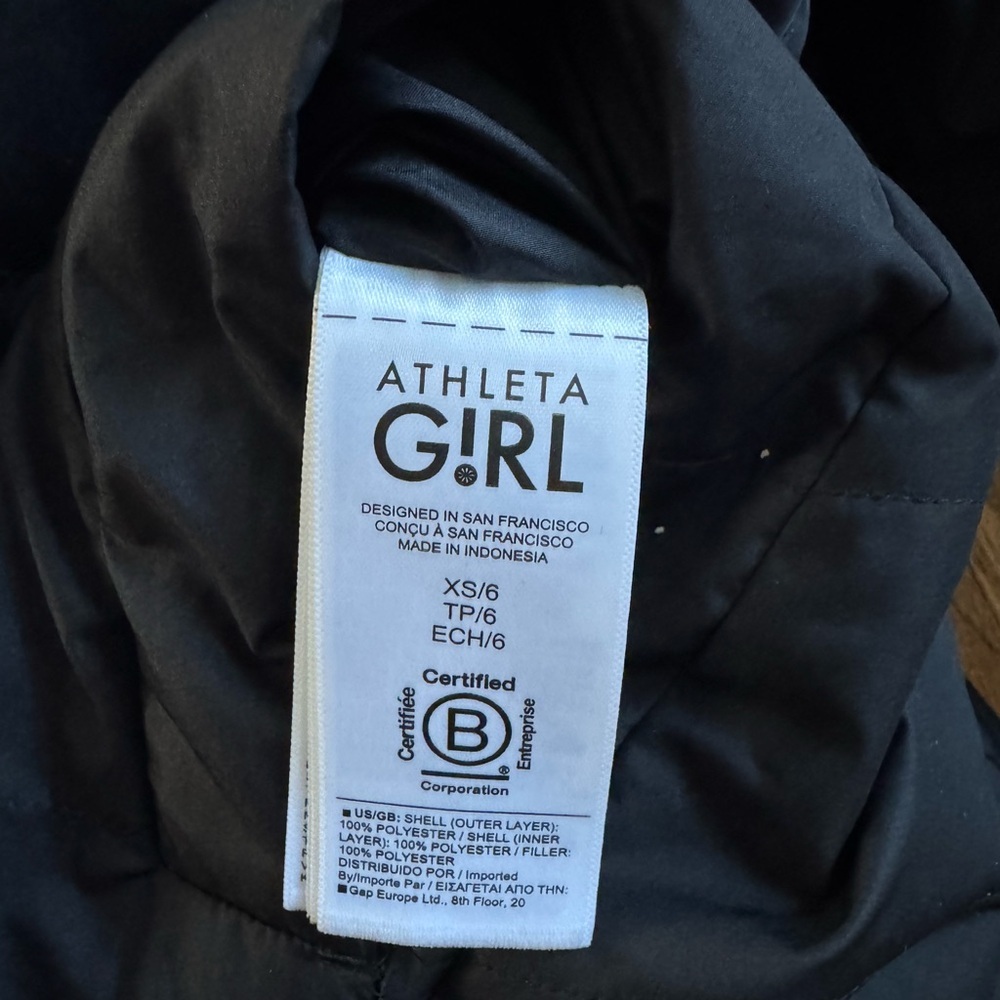 ATHLETA
G!RL
DESIGNED IN SAN FRANCISCO
CONÇU À SAN FRANCISCO
MADE IN INDONESIA
XS/6
TP/6
ECH/6
Certified
Certifiée
B
®
Entreprise
Corporation
■ US/GB: SHELL (OUTER LAYER):
100% POLYESTER / SHELL (INNER
LAYER): 100% POLYESTER / FILLER:
100% POLYESTER
DISTRIBUIDO POR / Imported
By/Importe Par / ΕΙΣΑΓΕΤΑΙ ΑΠΟ ΤΗΝ:
■ Gap Europe Ltd., 8th Floor, 20